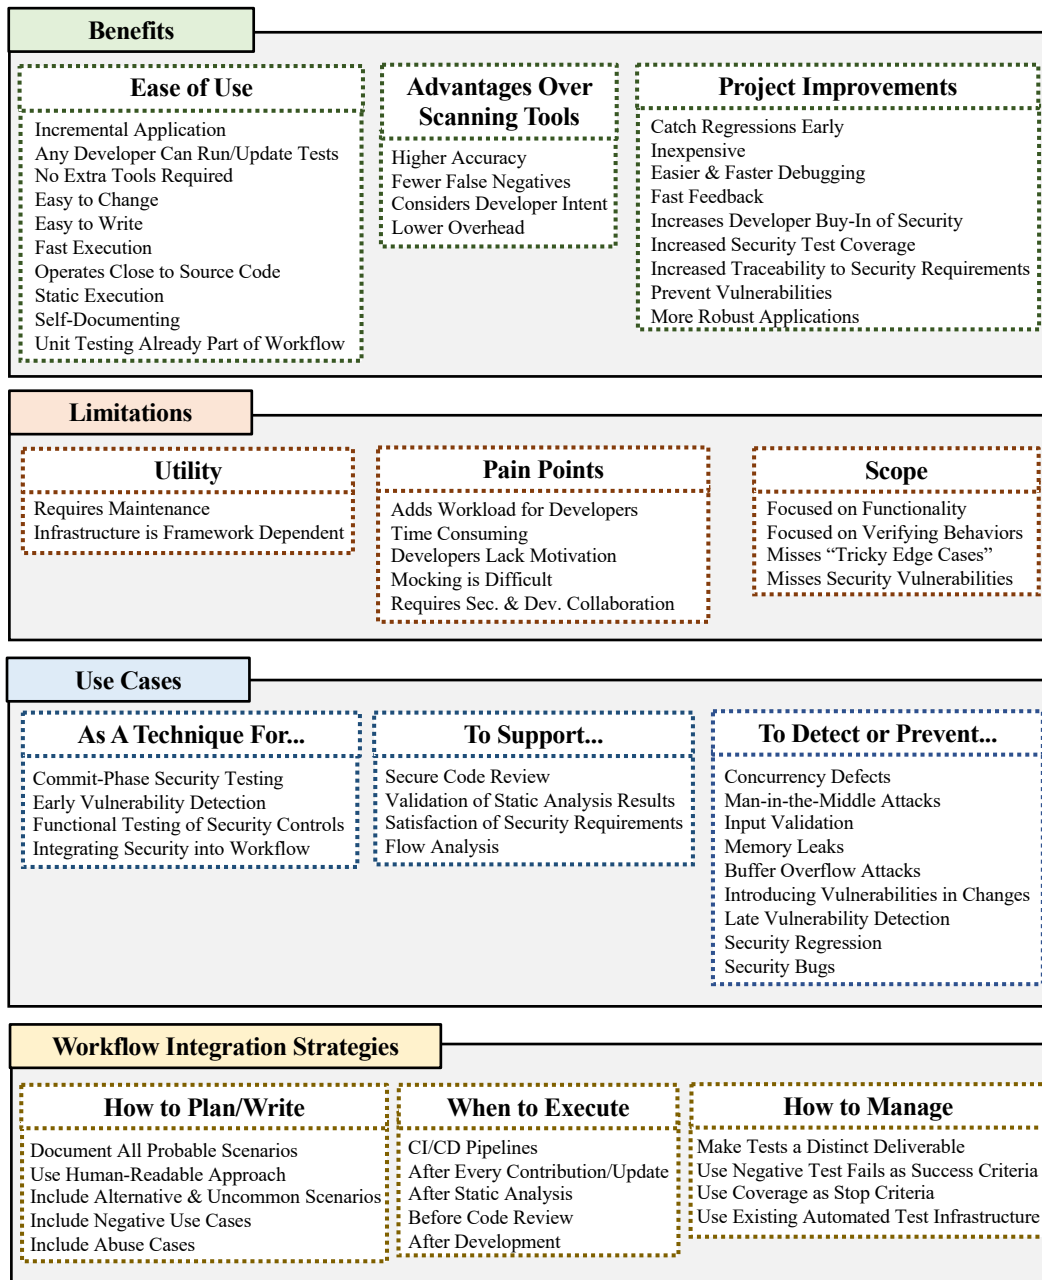 Benefits
Ease of Use
Incremental Application
Any Developer Can Run/Update Tests
No Extra Tools Required
Easy to Change
Easy to Write
Fast Execution
Operates Close to Source Code
Static Execution
Self-Documenting
Unit Testing Already Part of Workflow
Advantages Over
Scanning Tools
Higher Accuracy
Fewer False Negatives
Considers Developer Intent
Lower Overhead
Project Improvements
Catch Regressions Early
Inexpensive
Easier & Faster Debugging
Fast Feedback
Increases Developer Buy-In of Security
Increased Security Test Coverage
Increased Traceability to Security Requirements
Prevent Vulnerabilities
More Robust Applications
Limitations
Utility
Requires Maintenance
Infrastructure is Framework Dependent
Pain Points
Adds Workload for Developers
Time Consuming
Developers Lack Motivation
Mocking is Difficult
Requires Sec. & Dev. Collaboration
Scope
Focused on Functionality
Focused on Verifying Behaviors
Misses “Tricky Edge Cases”
Misses Security Vulnerabilities
Use Cases
As A Technique For...
Commit-Phase Security Testing
Early Vulnerability Detection
Functional Testing of Security Controls
Integrating Security into Workflow
To Support...
Secure Code Review
Validation of Static Analysis Results
Satisfaction of Security Requirements
Flow Analysis
To Detect or Prevent...
Concurrency Defects
Man-in-the-Middle Attacks
Input Validation
Memory Leaks
Buffer Overflow Attacks
Introducing Vulnerabilities in Changes
Late Vulnerability Detection
Security Regression
Security Bugs
Workflow Integration Strategies
How to Plan/Write
Document All Probable Scenarios
Use Human-Readable Approach
Include Alternative & Uncommon Scenarios
Include Negative Use Cases
Include Abuse Cases
When to Execute
CI/CD Pipelines
After Every Contribution/Update
After Static Analysis
Before Code Review
After Development
How to Manage
Make Tests a Distinct Deliverable
Use Negative Test Fails as Success Criteria
Use Coverage as Stop Criteria
Use Existing Automated Test Infrastructure